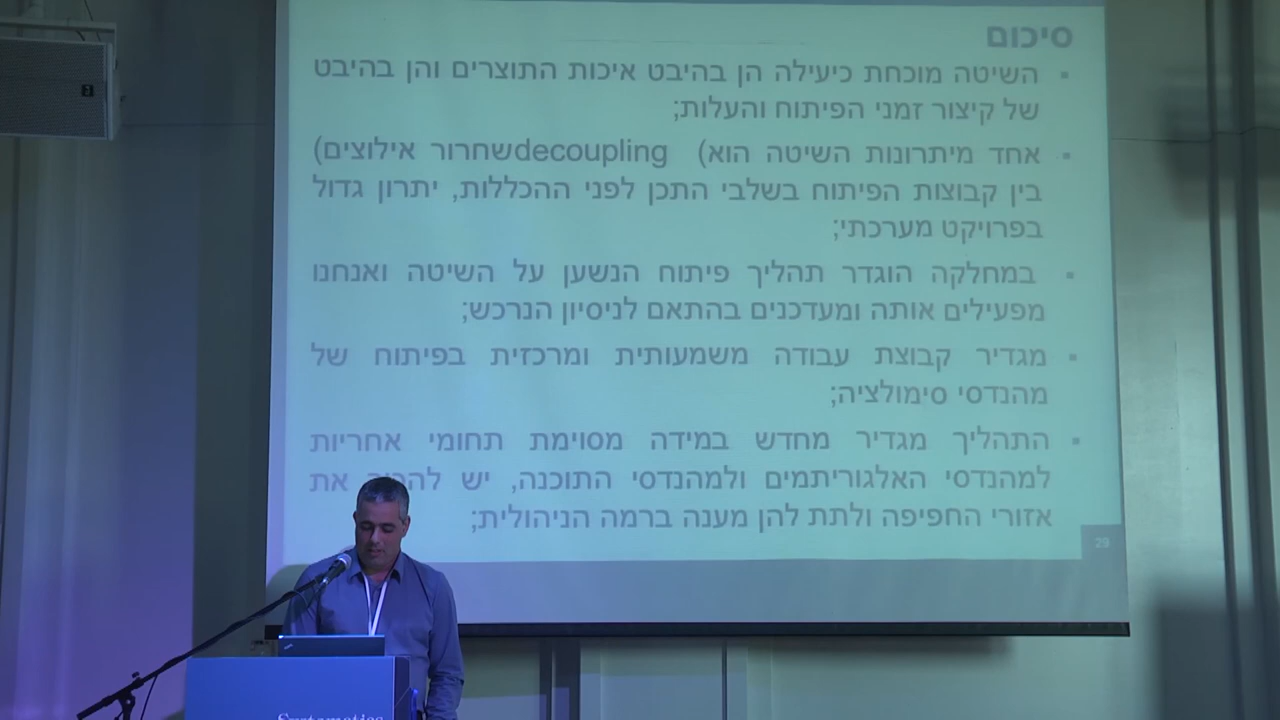 סיכום
השיטה מוכחת כיעילה הן בהיבט איכות התוצרים והן בהיבט
של קיצור זמני הפיתוח והעלות;
אחד מיתרונות השיטה הוא) decouplingשחרור אילוצים(
בין קבוצות הפיתוח בשלבי התכן לפני ההכללות, יתרון גדול
בפרויקט מערכתי;
במחלקה הוגדר תהליך פיתוח הנשען על השיטה ואנחנו
מפעילים אותה ומעדכנים בהתאם לניסיון הנרכש;
מגדיר קבוצת עבודה משמעותית ומרכזית בפיתוח של
מהנדסי סימולציה;
התהליך מגדיר מחדש במידה מסוימת תחומי אחריות
למהנדסי האלגוריתמים ולמהנדסי התוכנה, יש את
אזורי החפיפה ולתת להן מענה ברמה הניהולית;
29
Systematics